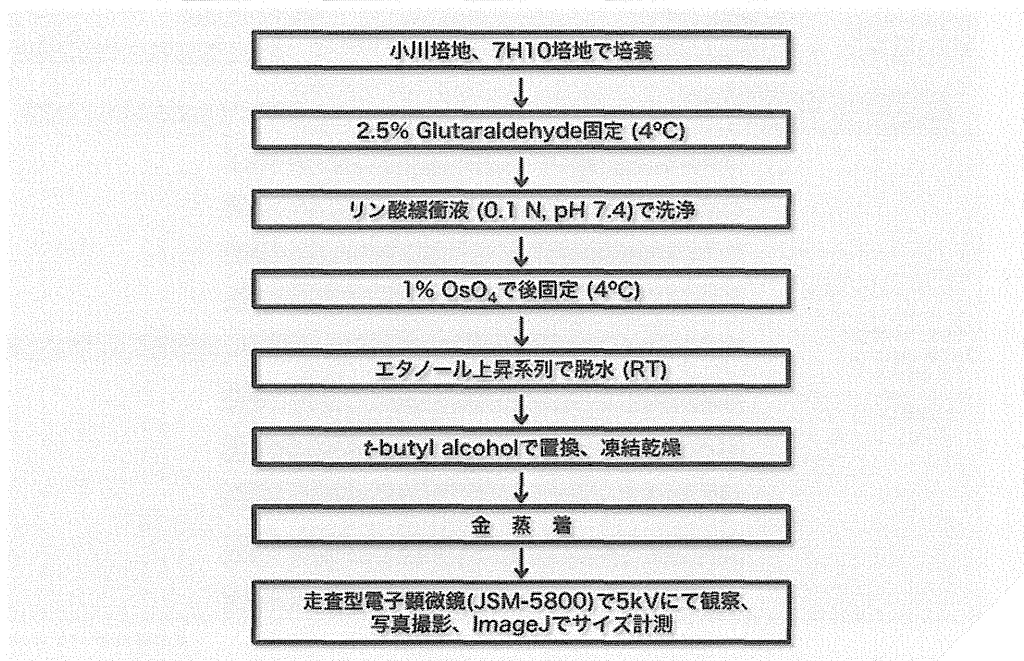 小川培地、7H10培地で培養
2.5% Glutaraldehyde固定 (4℃)
リン酸緩衝液 (0.1 N, pH 7.4)で洗浄
1% OsO₄で後固定 (4℃)
エタノール上昇系列で脱水 (RT)
t-butyl alcoholで置換、凍結乾燥
金 蒸 着
走査型電子顕微鏡(JSM-5800)で5kVにて観察、
写真撮影、ImageJでサイズ計測